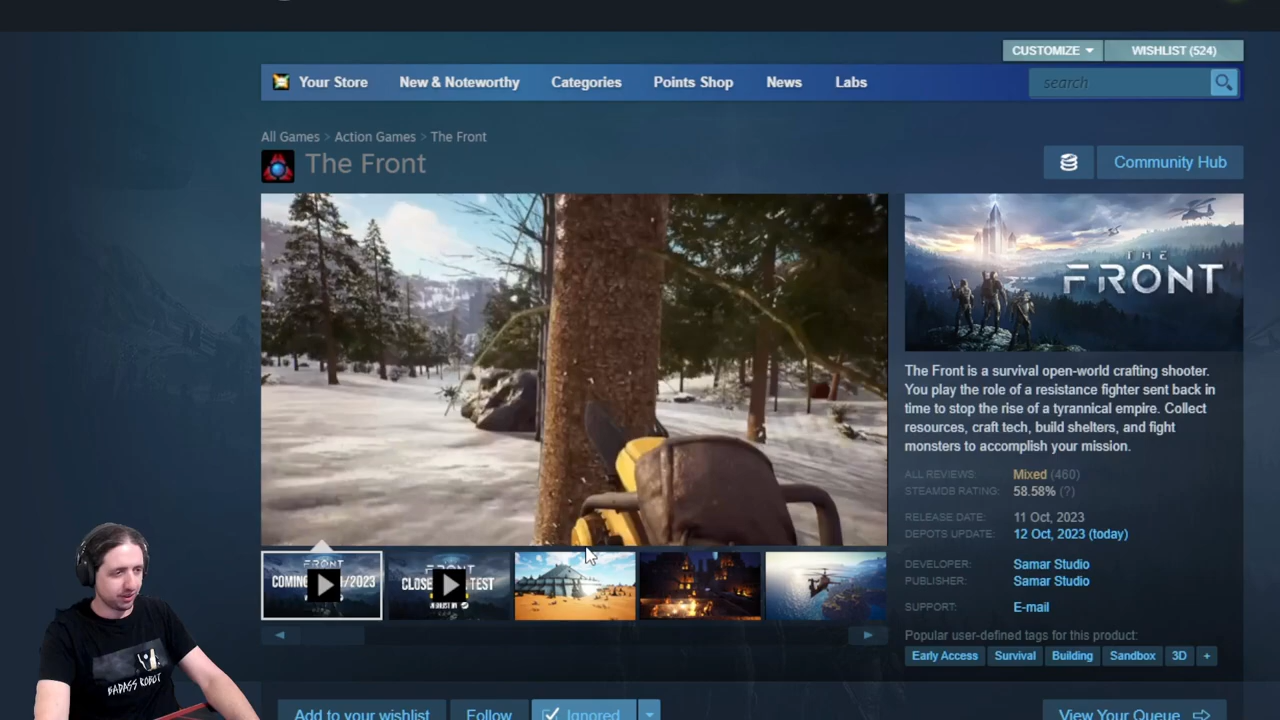 CUSTOMIZE
WISHLIST (524)
Your Store
New & Noteworthy
Categories
Points Shop
News
Labs
search
All Games > Action Games > The Front
The Front
Community Hub
THE
FRONT
The Front is a survival open-world crafting shooter.
You play the role of a resistance fighter sent back in
time to stop the rise of a tyrannical empire. Collect
resources, craft tech, build shelters, and fight
monsters to accomplish your mission.
ALL REVIEWS: Mixed (460)
STEAMDB RATING: 58.58% (?)
RELEASE DATE: 11 Oct, 2023
DEPOTS UPDATE: 12 Oct, 2023 (today)
DEVELOPER: Samar Studio
PUBLISHER: Samar Studio
SUPPORT: E-mail
Popular user-defined tags for this product:
Early Access
Survival
Building
Sandbox
3D
+
FRONT
TEST
BADASS ROBOT
Add to your wishlist
Follow
Ignored
View Your Queue